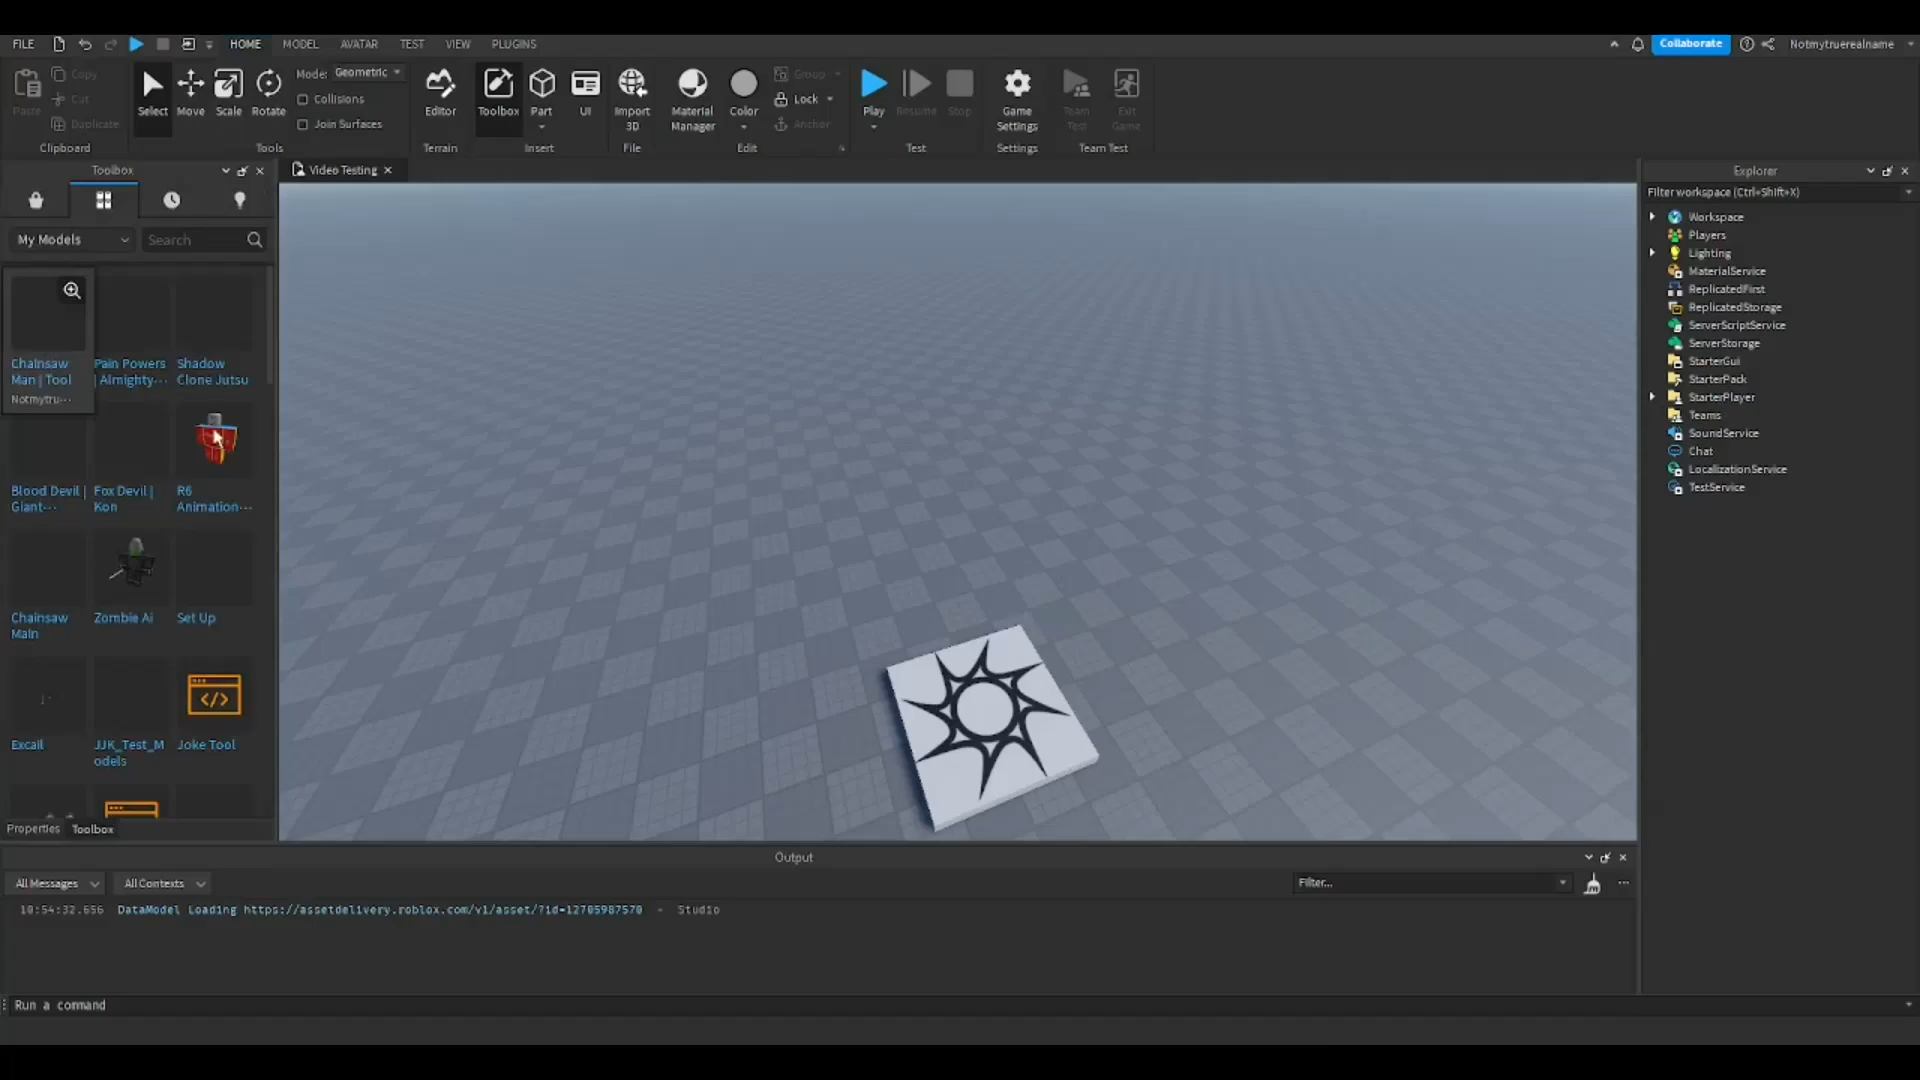 FILE HOME MODEL AVATAR TEST VIEW PLUGINS Collaborate Notmytruerealname
Paste Copy Cut Duplicate
Clipboard
Select Move Scale Rotate
Mode: Geometric
Collisions
Join Surfaces
Tools
Editor
Terrain
Toolbox Part UI
Insert
Import
3D
File
Material
Manager
Color
Group
Lock
Anchor
Edit
Play Resume Stop
Test
Game
Settings
Settings
Team
Test
Exit
Game
Team Test
Toolbox
My Models Search
Chainsaw
Man | Tool
Notmytru···
Pain Powers
| Almighty···
Shadow
Clone Jutsu
Blood Devil |
Giant···
Fox Devil |
Kon
R6
Animation···
Chainsaw
Main
Zombie Ai
Set Up
Excail
JJK_Test_M
odels
Joke Tool
Properties Toolbox
Video Testing
Explorer
Filter workspace (Ctrl+Shift+X)
Workspace
Players
Lighting
MaterialService
ReplicatedFirst
ReplicatedStorage
ServerScriptService
ServerStorage
StarterGui
StarterPack
StarterPlayer
Teams
SoundService
Chat
LocalizationService
TestService
Output
All Messages All Contexts Filter...
10:54:32.656 DataModel Loading https://assetdelivery.roblox.com/v1/asset/?id=12705987570 - Studio
Run a command